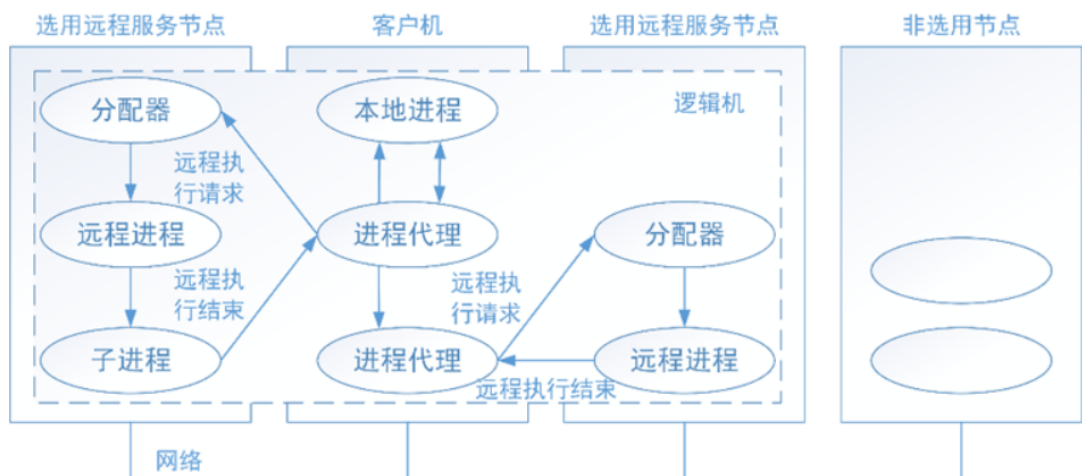 选用远程服务节点
客户机
选用远程服务节点
非选用节点
分配器
本地进程
逻辑机
远程执
行请求
远程进程
进程代理
分配器
远程执
行结束
远程执
行请求
子进程
进程代理
远程进程
远程执行结束
网络